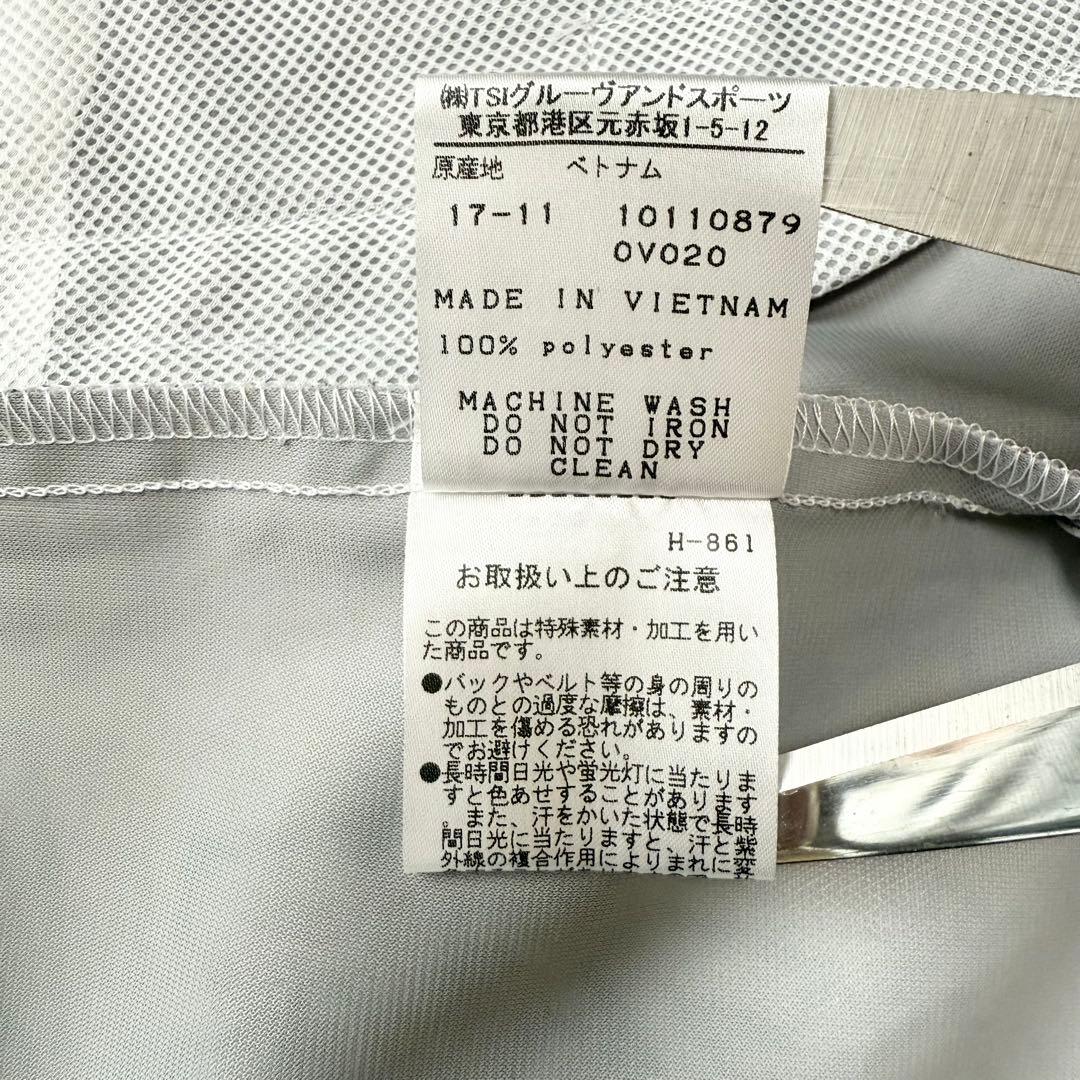 (株)TSIグルーヴアンドスポーツ
東京都港区元赤坂1-5-12
原産地 ベトナム
17-11 10110879
0V020
MADE IN VIETNAM
100% polyester
MACHINE WASH
DO NOT IRON
DO NOT DRY
CLEAN
H-861
お取扱い上のご注意
この商品は特殊素材・加工を用い
た商品です。
●バックやベルト等の身の周りの
ものとの過度な摩擦は、素材・
加工を傷める恐れがありますの
でお避けください。
●長時間日光や蛍光灯に当たりま
すと色あせすることがあります
。また、汗をかいた状態で長時
間日光に当たりますと、汗と紫
外線の複合作用によりまれに変